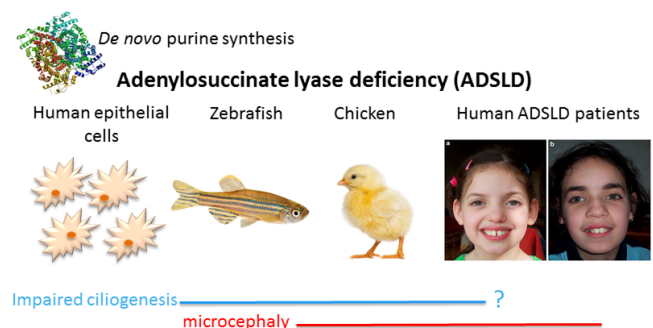 De novo purine synthesis
Adenylosuccinate lyase deficiency (ADSLD)
Human epithelial cells
Zebrafish
Chicken
Human ADSLD patients
a
b
Impaired ciliogenesis
?
microcephaly